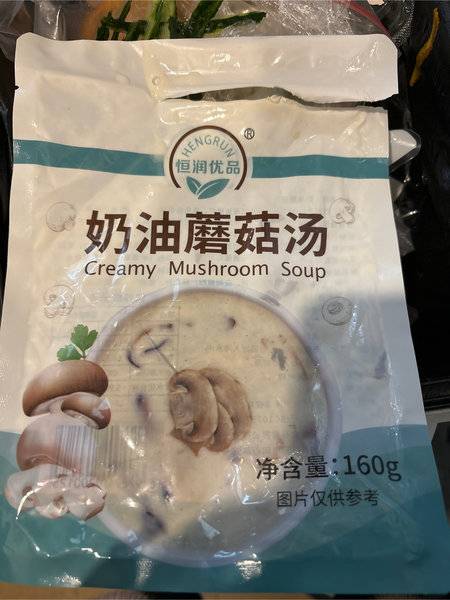 HENGRUN
®
恒润优品
奶油蘑菇汤
Creamy Mushroom Soup
净含量:160g
图片仅供参考